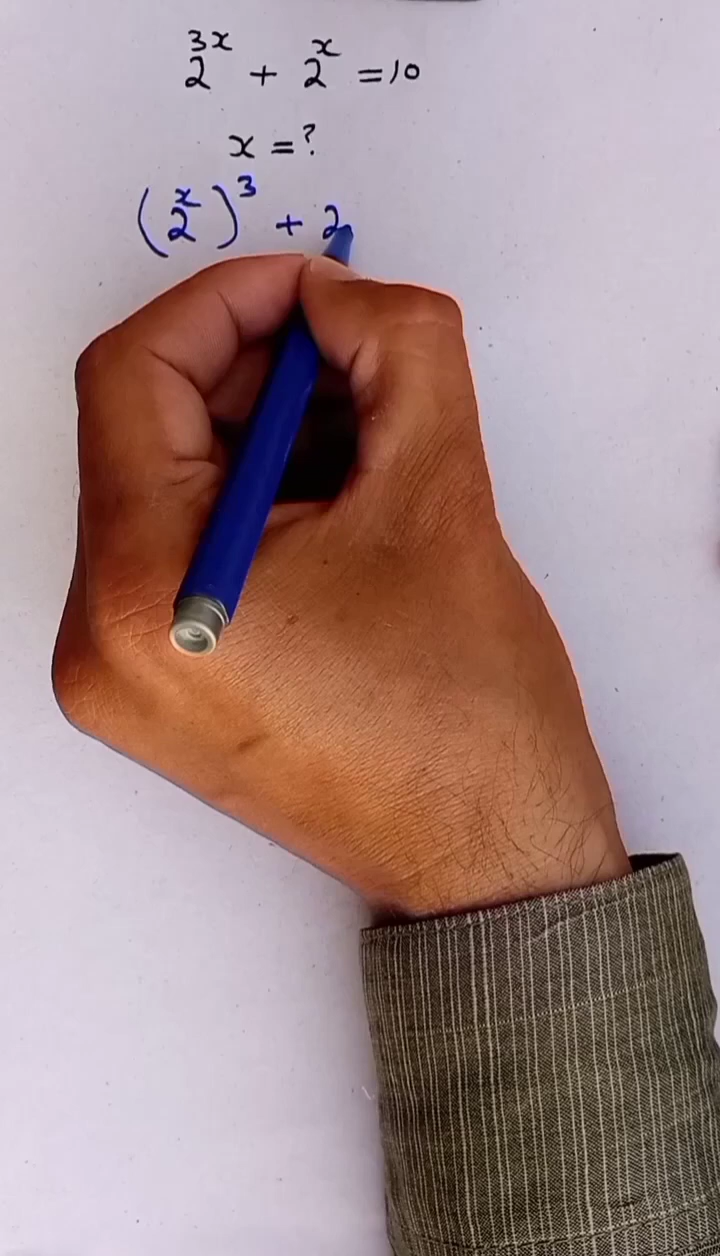 2^{3x} + 2^x = 10
x = ?
(2^x)^3 + 2